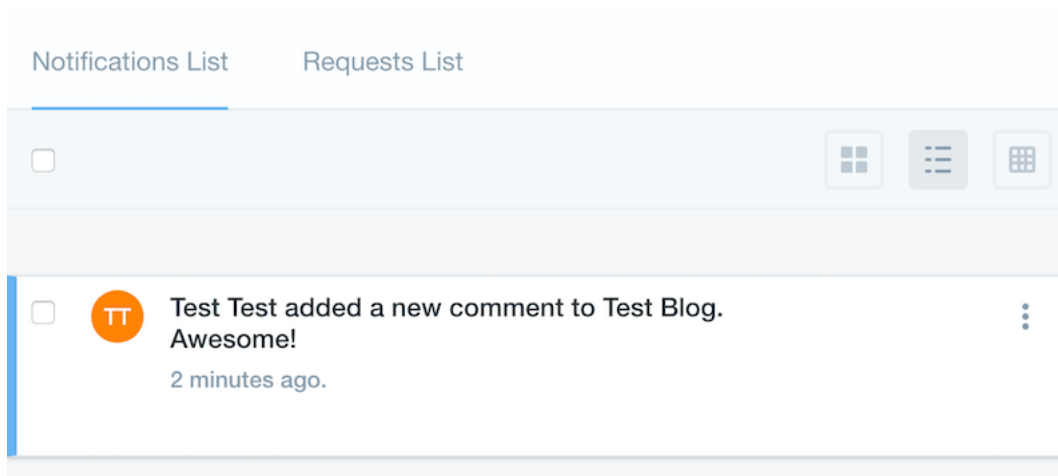 Notifications List
Requests List
TT
Test Test added a new comment to Test Blog.
Awesome!
2 minutes ago.